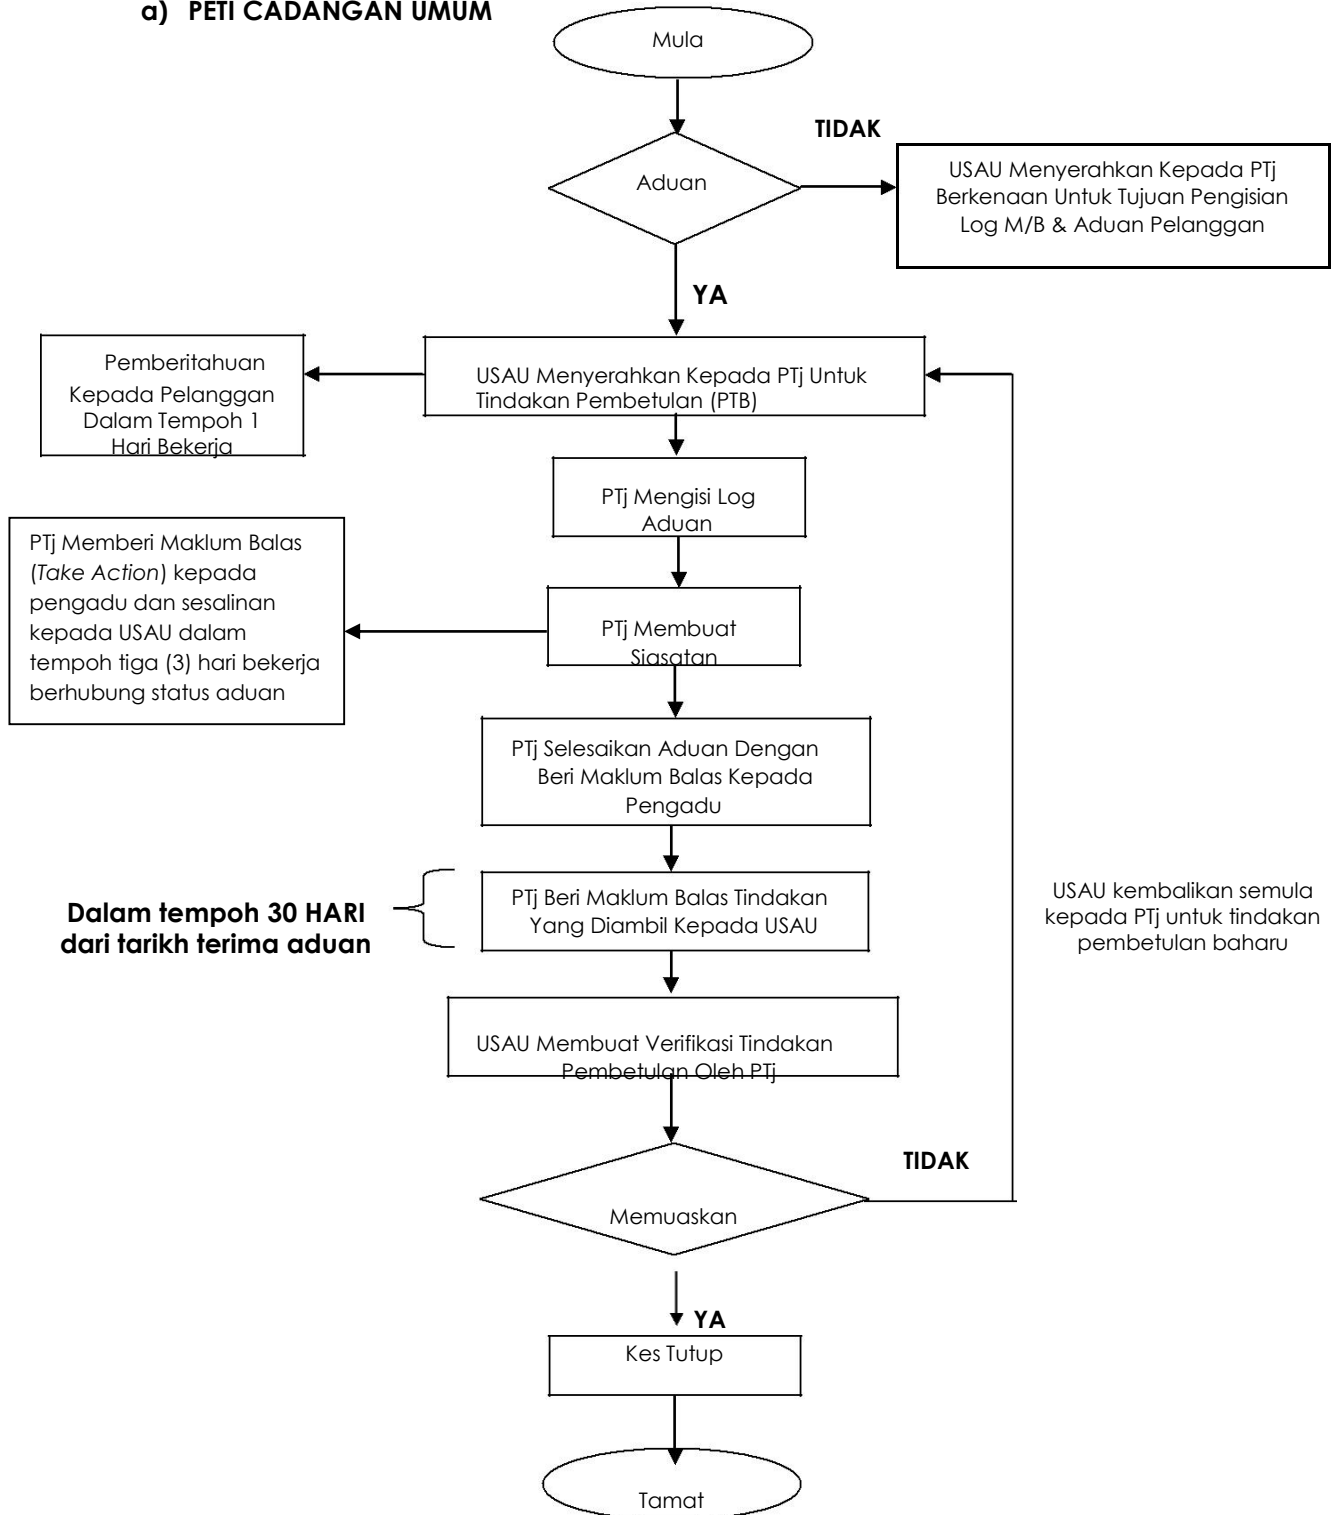 a) PETI CADANGAN UMUM
Mula
TIDAK
Aduan
USAU Menyerahkan Kepada PTj
Berkenaan Untuk Tujuan Pengisian
Log M/B & Aduan Pelanggan
YA
Pemberitahuan
Kepada Pelanggan
Dalam Tempoh 1
Hari Bekerja
USAU Menyerahkan Kepada PTj Untuk
Tindakan Pembetulan (PTB)
PTj Mengisi Log
Aduan
PTj Memberi Maklum Balas
(Take Action) kepada
pengadu dan sesalinan
kepada USAU dalam
tempoh tiga (3) hari bekerja
berhubung status aduan
PTj Membuat
Siasatan
PTj Selesaikan Aduan Dengan
Beri Maklum Balas Kepada
Pengadu
Dalam tempoh 30 HARI
dari tarikh terima aduan
PTj Beri Maklum Balas Tindakan
Yang Diambil Kepada USAU
USAU kembalikan semula
kepada PTj untuk tindakan
pembetulan baharu
USAU Membuat Verifikasi Tindakan
Pembetulan Oleh PTj
TIDAK
Memuaskan
YA
Kes Tutup
Tamat